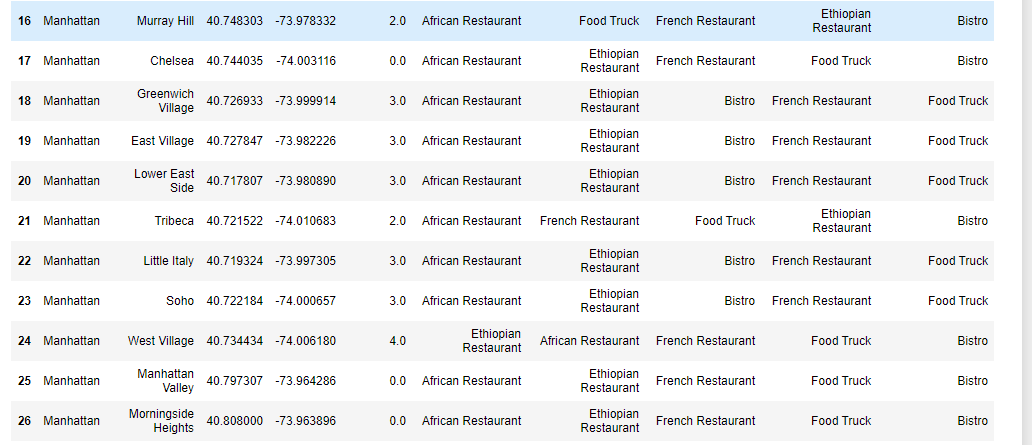 16 Manhattan Murray Hill 40.748303 -73.978332 2.0 African Restaurant Food Truck French Restaurant Ethiopian Restaurant Bistro
17 Manhattan Chelsea 40.744035 -74.003116 0.0 African Restaurant Ethiopian Restaurant French Restaurant Food Truck Bistro
18 Manhattan Greenwich Village 40.726933 -73.999914 3.0 African Restaurant Ethiopian Restaurant Bistro French Restaurant Food Truck
19 Manhattan East Village 40.727847 -73.982226 3.0 African Restaurant Ethiopian Restaurant Bistro French Restaurant Food Truck
20 Manhattan Lower East Side 40.717807 -73.980890 3.0 African Restaurant Ethiopian Restaurant Bistro French Restaurant Food Truck
21 Manhattan Tribeca 40.721522 -74.010683 2.0 African Restaurant French Restaurant Food Truck Ethiopian Restaurant Bistro
22 Manhattan Little Italy 40.719324 -73.997305 3.0 African Restaurant Ethiopian Restaurant Bistro French Restaurant Food Truck
23 Manhattan Soho 40.722184 -74.000657 3.0 African Restaurant Ethiopian Restaurant Bistro French Restaurant Food Truck
24 Manhattan West Village 40.734434 -74.006180 4.0 Ethiopian Restaurant African Restaurant French Restaurant Food Truck Bistro
25 Manhattan Manhattan Valley 40.797307 -73.964286 0.0 African Restaurant Ethiopian Restaurant French Restaurant Food Truck Bistro
26 Manhattan Morningside Heights 40.808000 -73.963896 0.0 African Restaurant Ethiopian Restaurant French Restaurant Food Truck Bistro